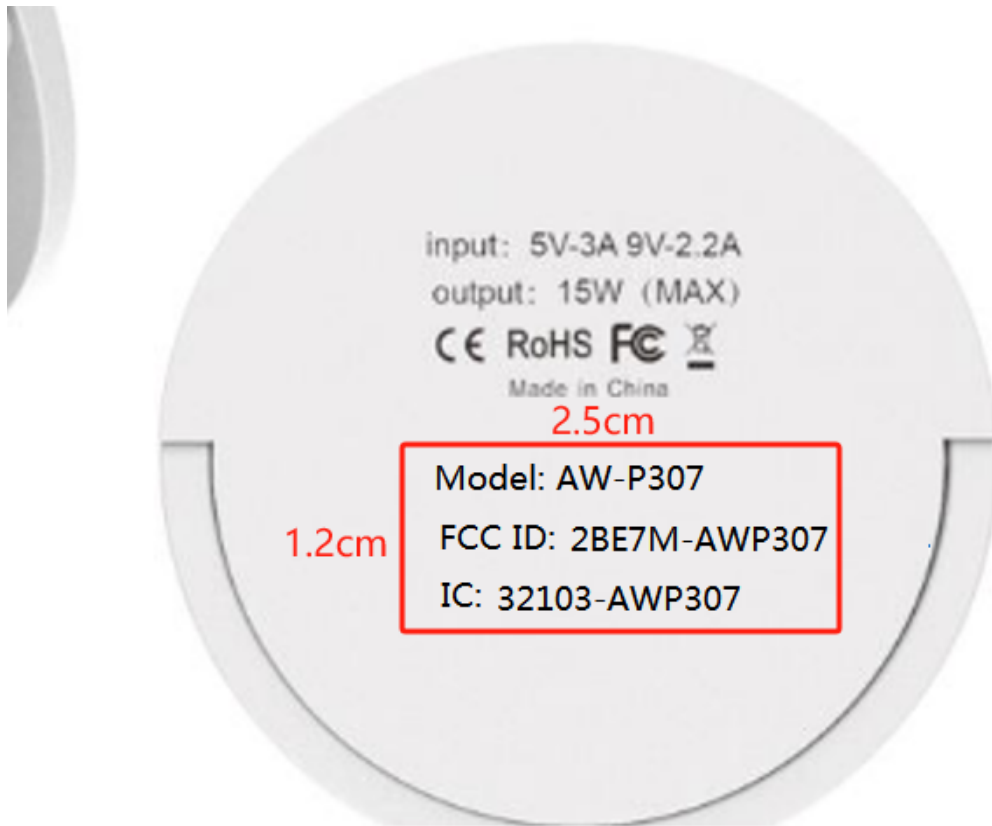 input: 5V-3A 9V-2.2A
output: 15W (MAX)
CE RoHS FC
Made in China
2.5cm
Model: AW-P307
1.2cm
FCC ID: 2BE7M-AWP307
IC: 32103-AWP307